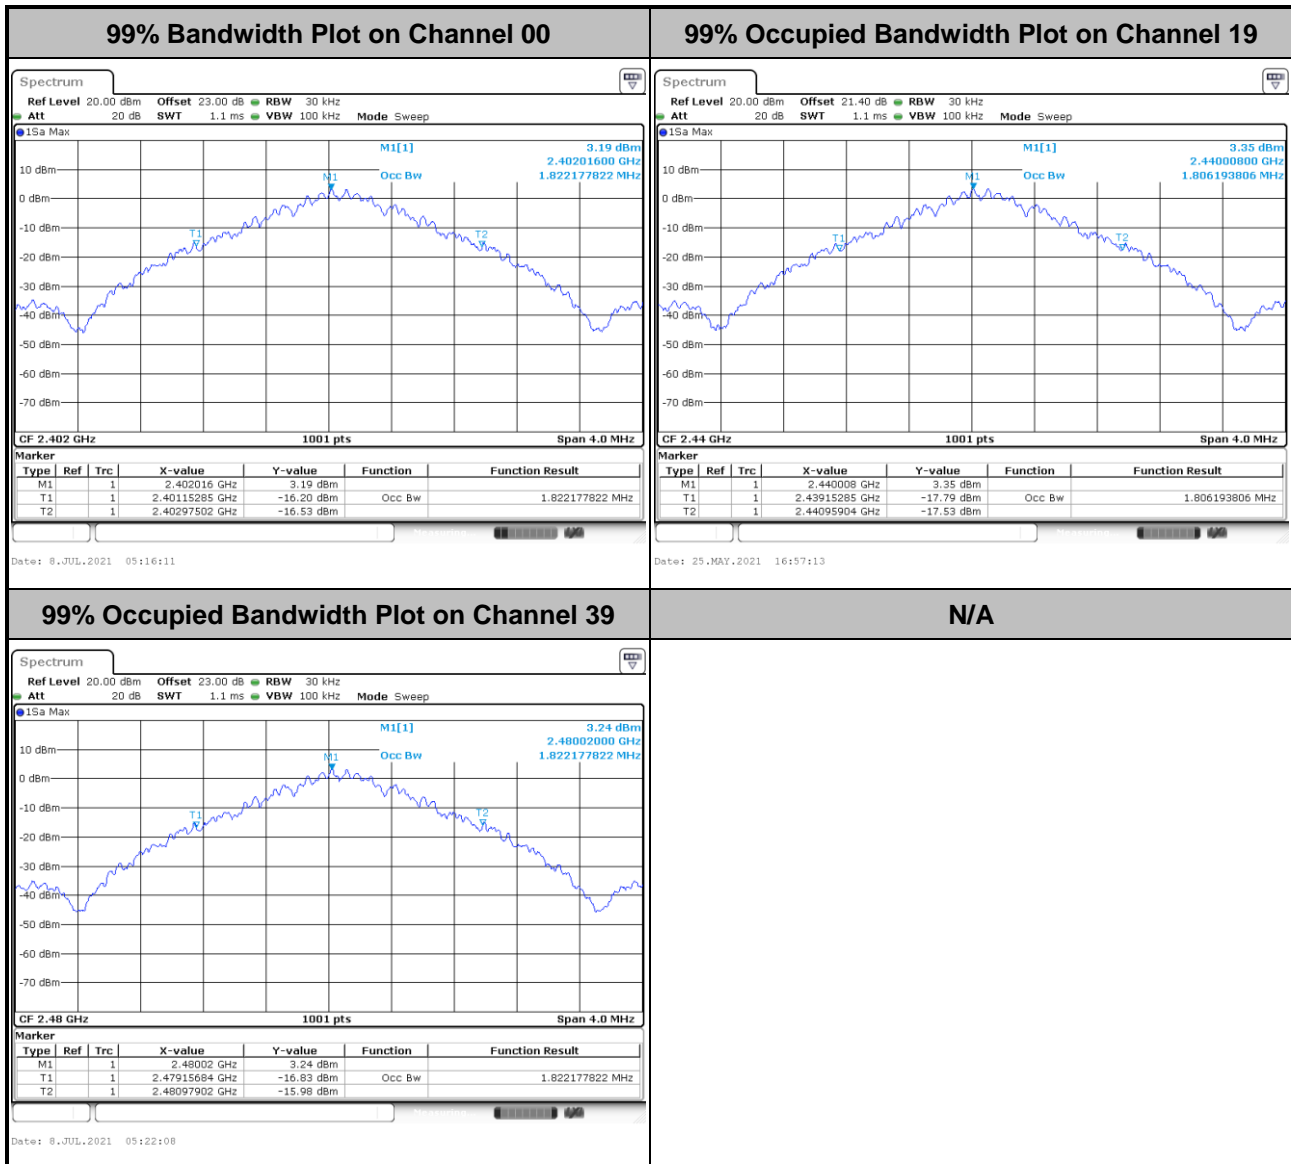 99% Bandwidth Plot on Channel 00
Spectrum
Ref Level 20.00 dBm Offset 23.00 dB RBW 30 kHz
Att 20 dB SWT 1.1 ms VBW 100 kHz Mode Sweep
1Sa Max
M1[1] 3.19 dBm
2.40201600 GHz
Occ Bw 1.822177822 MHz
10 dBm
M1
0 dBm
-10 dBm
T1 T2
-20 dBm
-30 dBm
-40 dBm
-50 dBm
-60 dBm
-70 dBm
CF 2.402 GHz 1001 pts Span 4.0 MHz
Marker
Type Ref Trc X-value Y-value Function Function Result
M1 1 2.402016 GHz 3.19 dBm
T1 1 2.40115285 GHz -16.20 dBm Occ Bw 1.822177822 MHz
T2 1 2.40297502 GHz -16.53 dBm
Date: 8.JUL.2021 05:16:11
99% Occupied Bandwidth Plot on Channel 19
Spectrum
Ref Level 20.00 dBm Offset 21.40 dB RBW 30 kHz
Att 20 dB SWT 1.1 ms VBW 100 kHz Mode Sweep
1Sa Max
M1[1] 3.35 dBm
2.44000800 GHz
Occ Bw 1.806193806 MHz
10 dBm
M1
0 dBm
-10 dBm
T1 T2
-20 dBm
-30 dBm
-40 dBm
-50 dBm
-60 dBm
-70 dBm
CF 2.44 GHz 1001 pts Span 4.0 MHz
Marker
Type Ref Trc X-value Y-value Function Function Result
M1 1 2.440008 GHz 3.35 dBm
T1 1 2.43915285 GHz -17.79 dBm Occ Bw 1.806193806 MHz
T2 1 2.44095904 GHz -17.53 dBm
Measuring...
Date: 25.MAY.2021 16:57:13
99% Occupied Bandwidth Plot on Channel 39
Spectrum
Ref Level 20.00 dBm Offset 23.00 dB RBW 30 kHz
Att 20 dB SWT 1.1 ms VBW 100 kHz Mode Sweep
1Sa Max
M1[1] 3.24 dBm
2.48002000 GHz
Occ Bw 1.822177822 MHz
10 dBm
M1
0 dBm
-10 dBm
T1 T2
-20 dBm
-30 dBm
-40 dBm
-50 dBm
-60 dBm
-70 dBm
CF 2.48 GHz 1001 pts Span 4.0 MHz
Marker
Type Ref Trc X-value Y-value Function Function Result
M1 1 2.48002 GHz 3.24 dBm
T1 1 2.47915684 GHz -16.83 dBm Occ Bw 1.822177822 MHz
T2 1 2.48097902 GHz -15.98 dBm
Measuring...
Date: 8.JUL.2021 05:22:08
N/A